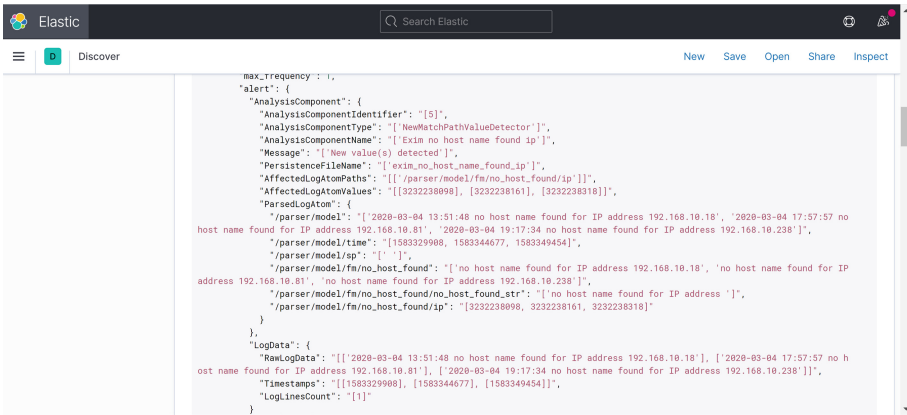 Elastic
Search Elastic
D
Discover
New Save Open Share Inspect
"max_frequency": 1,
"alert": {
"AnalysisComponent": {
"AnalysisComponentIdentifier": "[5]",
"AnalysisComponentType": "['NewMatchPathValueDetector']",
"AnalysisComponentName": "['Exim no host name found ip']",
"Message": "['New value(s) detected']",
"PersistenceFileName": "['exim_no_host_name_found_ip']",
"AffectedLogAtomPaths": "[['/parser/model/fm/no_host_found/ip']]",
"AffectedLogAtomValues": "[[3232238098], [3232238161], [3232238318]]",
"ParsedLogAtom": {
"/parser/model": "['2020-03-04 13:51:48 no host name found for IP address 192.168.10.18', '2020-03-04 17:57:57 no
host name found for IP address 192.168.10.81', '2020-03-04 19:17:34 no host name found for IP address 192.168.10.238']",
"/parser/model/time": "[1583329908, 1583344677, 1583349454]",
"/parser/model/sp": "[' ']",
"/parser/model/fm/no_host_found": "['no host name found for IP address 192.168.10.18', 'no host name found for IP
address 192.168.10.81', 'no host name found for IP address 192.168.10.238']",
"/parser/model/fm/no_host_found/no_host_found_str": "['no host name found for IP address ']",
"/parser/model/fm/no_host_found/ip": "[3232238098, 3232238161, 3232238318]"
}
},
"LogData": {
"RawLogData": "[['2020-03-04 13:51:48 no host name found for IP address 192.168.10.18'], ['2020-03-04 17:57:57 no h
ost name found for IP address 192.168.10.81'], ['2020-03-04 19:17:34 no host name found for IP address 192.168.10.238']]",
"Timestamps": "[[1583329908], [1583344677], [1583349454]]",
"LogLinesCount": "[1]"
}